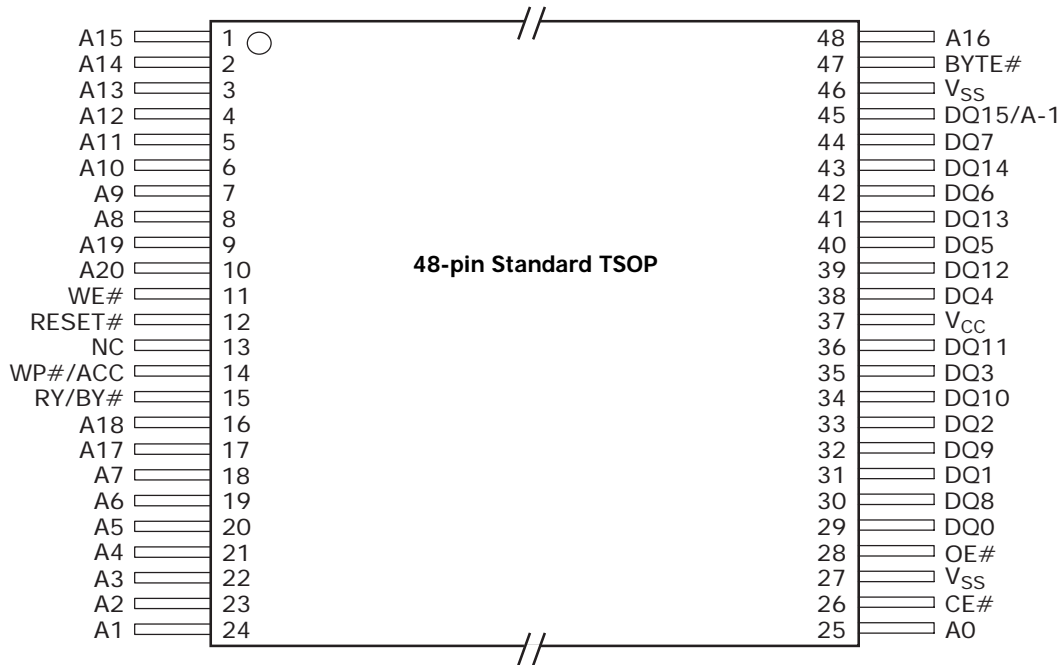 A15 1 48 A16
A14 2 47 BYTE#
A13 3 46 VSS
A12 4 45 DQ15/A-1
A11 5 44 DQ7
A10 6 43 DQ14
A9 7 42 DQ6
A8 8 41 DQ13
A19 9 40 DQ5
A20 10 39 DQ12
48-pin Standard TSOP
WE# 11 38 DQ4
RESET# 12 37 VCC
NC 13 36 DQ11
WP#/ACC 14 35 DQ3
RY/BY# 15 34 DQ10
A18 16 33 DQ2
A17 17 32 DQ9
A7 18 31 DQ1
A6 19 30 DQ8
A5 20 29 DQ0
A4 21 28 OE#
A3 22 27 VSS
A2 23 26 CE#
A1 24 25 A0